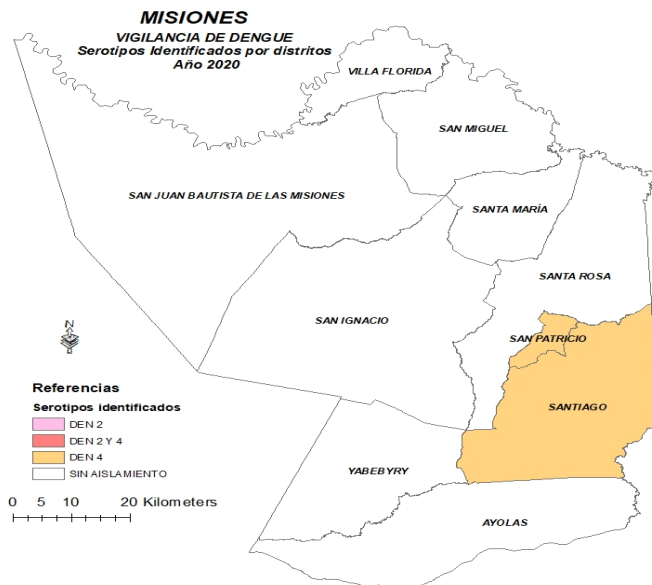 MISIONES
VIGILANCIA DE DENGUE
Serotipos Identificados por distritos
Año 2020
VILLA FLORIDA
SAN MIGUEL
SAN JUAN BAUTISTA DE LAS MISIONES
SANTA MARÍA
SANTA ROSA
SAN IGNACIO
SAN PATRICIO
SANTIAGO
YABEBYRY
AYOLAS
N
Referencias
Serotipos identificados
DEN 2
DEN 2 Y 4
DEN 4
SIN AISLAMIENTO
0 5 10 20 Kilometers